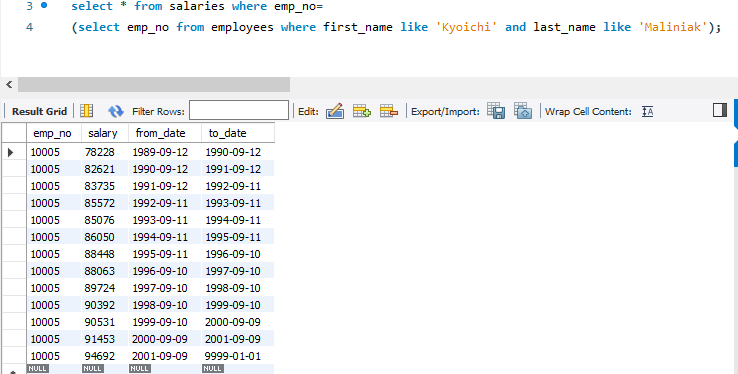 3 select * from salaries where emp_no=
4 (select emp_no from employees where first_name like 'Kyoichi' and last_name like 'Maliniak');
Result Grid Filter Rows: Edit: Export/Import: Wrap Cell Content: IA
emp_no salary from_date to_date
10005 78228 1989-09-12 1990-09-12
10005 82621 1990-09-12 1991-09-12
10005 83735 1991-09-12 1992-09-11
10005 85572 1992-09-11 1993-09-11
10005 85076 1993-09-11 1994-09-11
10005 86050 1994-09-11 1995-09-11
10005 88448 1995-09-11 1996-09-10
10005 88063 1996-09-10 1997-09-10
10005 89724 1997-09-10 1998-09-10
10005 90392 1998-09-10 1999-09-10
10005 90531 1999-09-10 2000-09-09
10005 91453 2000-09-09 2001-09-09
10005 94692 2001-09-09 9999-01-01
NULL NULL NULL NULL